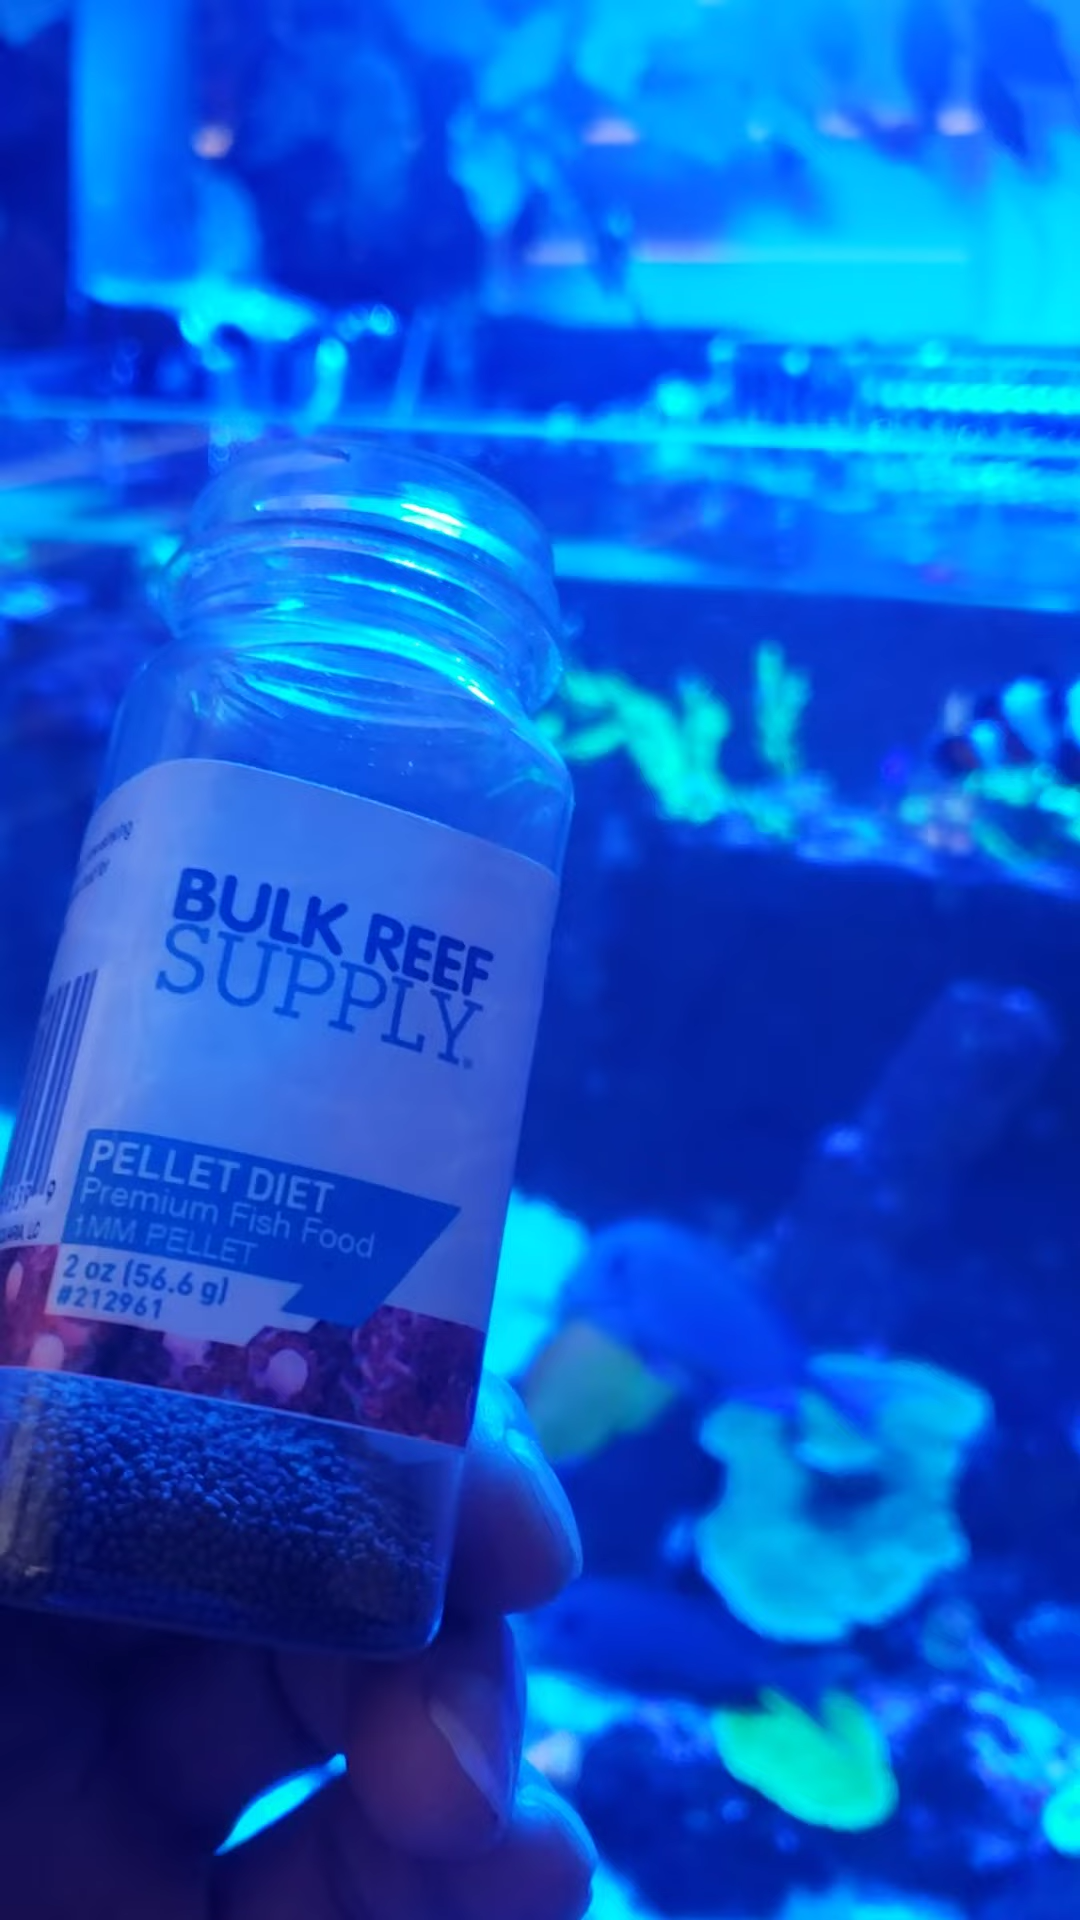 BULK REEF
SUPPLY
PELLET DIET
Premium Fish Food
1MM PELLET
2 oz (56.6 g)
#212961